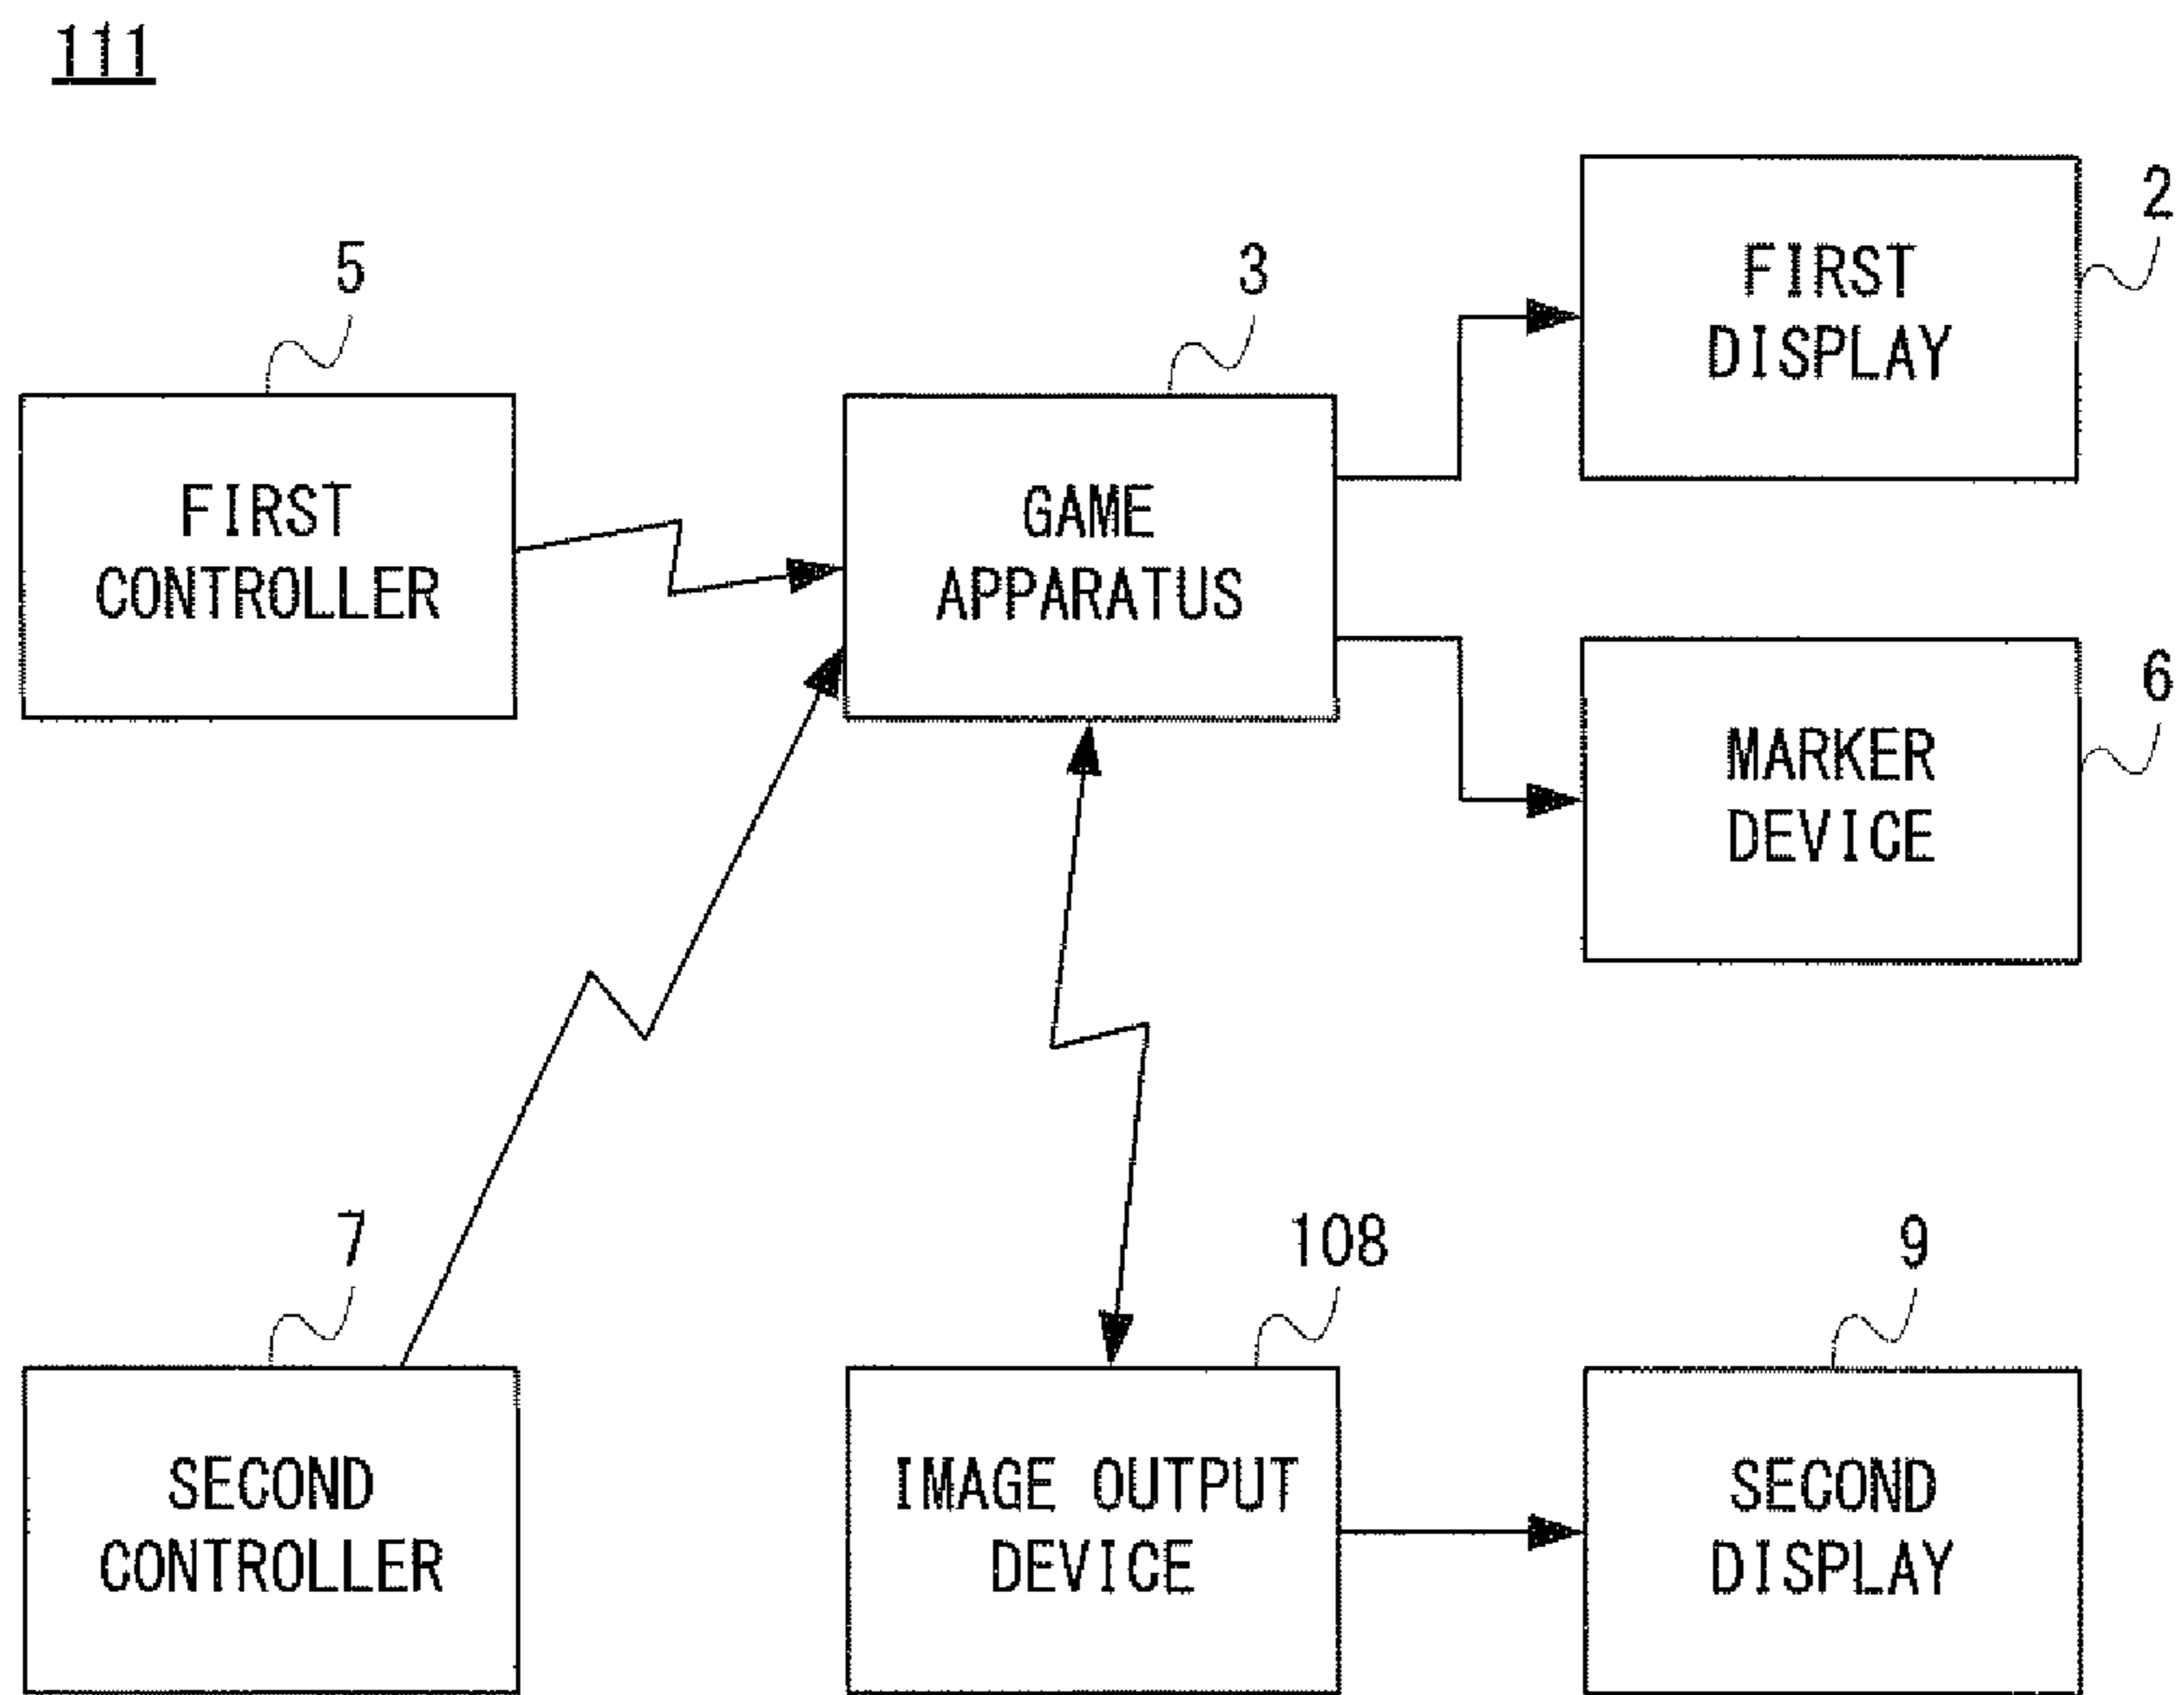 111
2
5
3
FIRST
DISPLAY
FIRST
CONTROLLER
GAME
APPARATUS
6
MARKER
DEVICE
7
108
9
SECOND
CONTROLLER
IMAGE OUTPUT
DEVICE
SECOND
DISPLAY